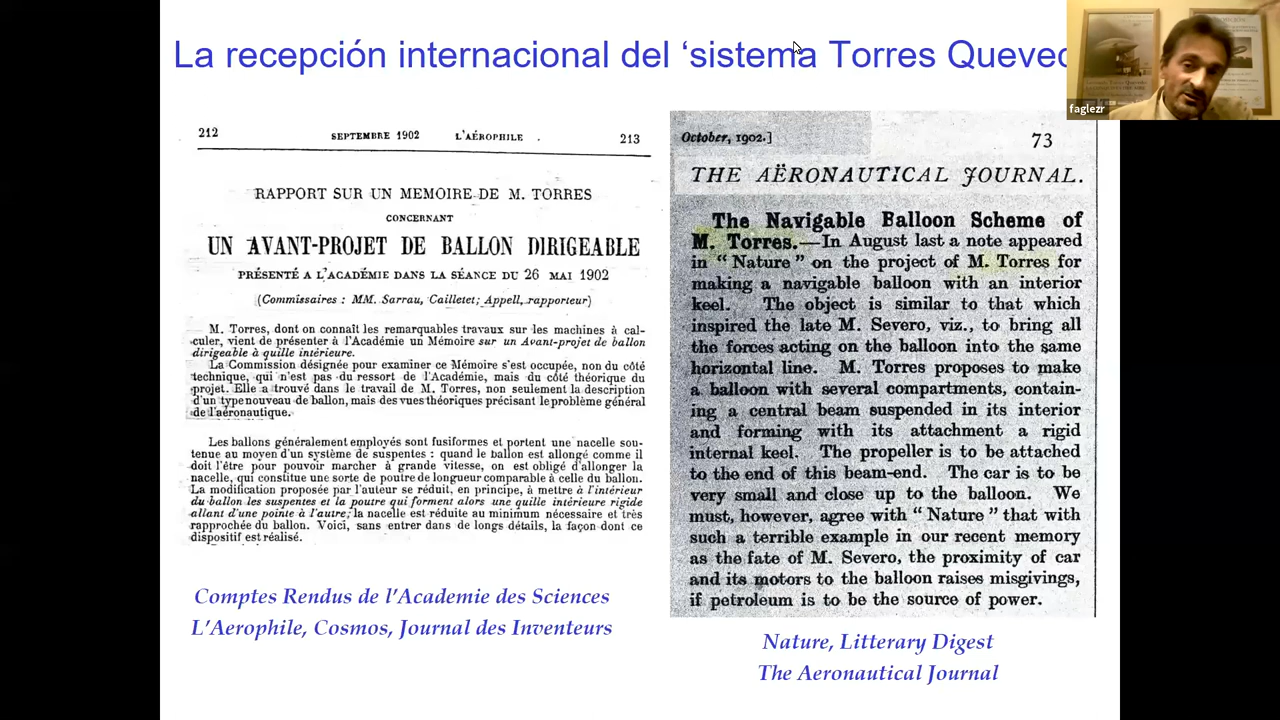 La recepción internacional del ‘sistema Torres Queved
faglezr
212 SEPTEMBRE 1902 L'AÉROPHILE . 213
RAPPORT SUR UN MEMOIRE DE M. TORRES
CONCERNANT
UN AVANT-PROJET DE BALLON DIRIGEABLE
PRÉSENTÉ A L'ACADÉMIE DANS LA SÉANCE DU 26 MAI 1902
(Commissaires : MM. Sarrau, Cailletet; Appell, rapporteur)
M. Torres, dont on connaît les remarquables travaux sur les machines à cal-
culer, vient de présenter à l'Académie un Mémoire sur un Avant-projet de ballon
dirigeable à quille intérieure.
La Commission désignée pour examiner ce Mémoire s'est occupée, non du côté
technique, qui n'est pas du ressort de l'Académie, mais du côté théorique du
projet. Elle a trouvé dans le travail de M. Torres, non seulement la description
d'un type nouveau de ballon, mais des vues théoriques précisant le problème général
de l'aéronautique.
Les ballons généralement employés sont fusiformes et portent une nacelle sou-
tenue au moyen d'un système de suspentes : quand le ballon est allongé comme il
doit l'être pour pouvoir marcher à grande vitesse, on est obligé d'allonger la
nacelle, qui constitue une sorte de poutre de longueur comparable à celle du ballon.
La modification proposée par l'auteur se réduit, en principe, à mettre à l'intérieur
du ballon les suspentes et la poutre qui forment alors une quille intérieure rigide
allant d'une pointe à l'autre; la nacelle est réduite au minimum nécessaire et très
rapprochée du ballon. Voici, sans entrer dans de longs détails, la façon dont ce
dispositif est réalisé.
Comptes Rendus de l'Academie des Sciences
L'Aerophile, Cosmos, Journal des Inventeurs
October, 1902.] 73
THE AËRONAUTICAL JOURNAL.
The Navigable Balloon Scheme of
M. Torres.—In August last a note appeared
in “Nature” on the project of M. Torres for
making a navigable balloon with an interior
keel. The object is similar to that which
inspired the late M. Severo, viz., to bring all
the forces acting on the balloon into the same
horizontal line. M. Torres proposes to make
a balloon with several compartments, contain-
ing a central beam suspended in its interior
and forming with its attachment a rigid
internal keel. The propeller is to be attached
to the end of this beam-end. The car is to be
very small and close up to the balloon. We
must, however, agree with “Nature” that with
such a terrible example in our recent memory
as the fate of M. Severo, the proximity of car
and its motors to the balloon raises misgivings,
if petroleum is to be the source of power.
Nature, Litterary Digest
The Aeronautical Journal